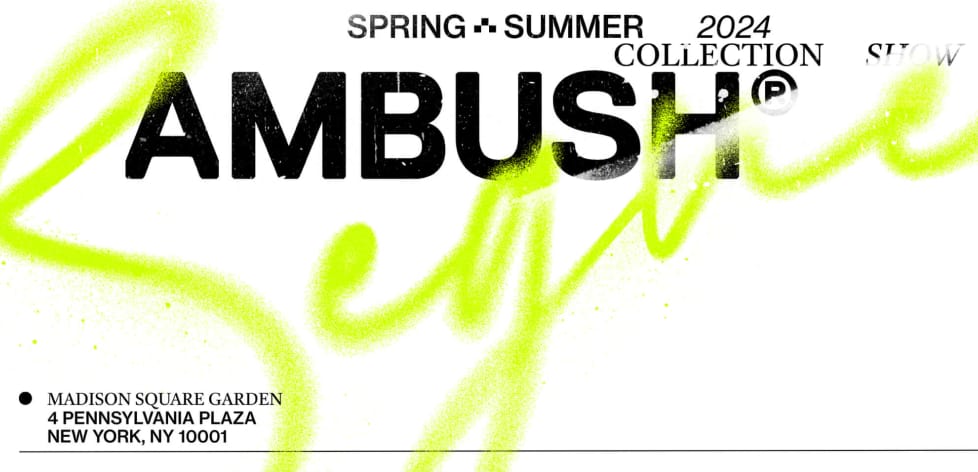 SPRING SUMMER 2024
COLLECTION SHOW
AMBUSH®
MADISON SQUARE GARDEN
4 PENNSYLVANIA PLAZA
NEW YORK, NY 10001